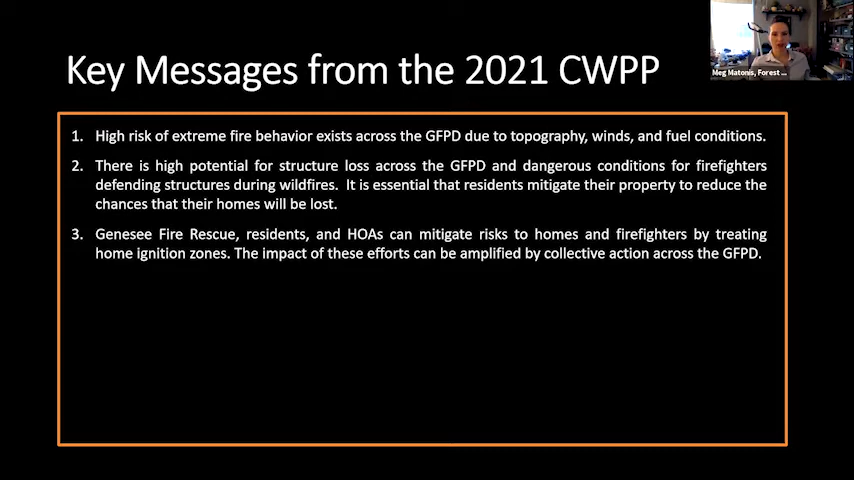 Key Messages from the 2021 CWPP
Meg Matonis, Forest ...
1. High risk of extreme fire behavior exists across the GFPD due to topography, winds, and fuel conditions.
2. There is high potential for structure loss across the GFPD and dangerous conditions for firefighters
defending structures during wildfires. It is essential that residents mitigate their property to reduce the
chances that their homes will be lost.
3. Genesee Fire Rescue, residents, and HOAs can mitigate risks to homes and firefighters by treating
home ignition zones. The impact of these efforts can be amplified by collective action across the GFPD.